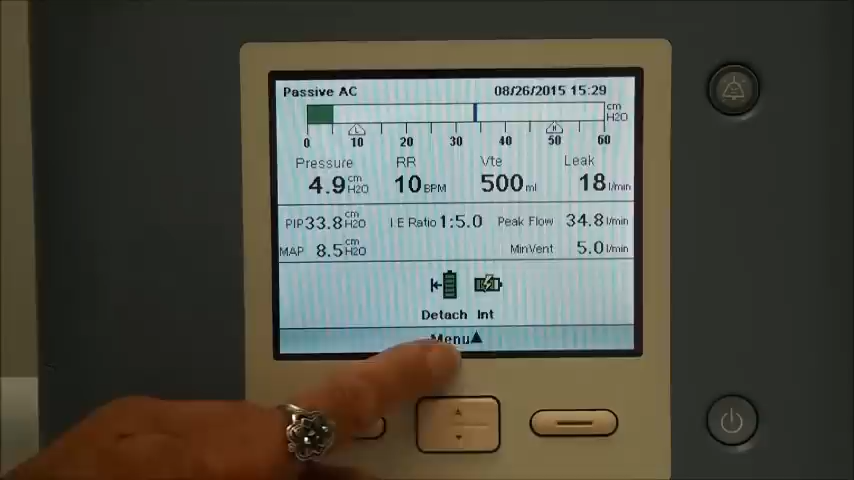 Passive AC 08/26/2015 15:29
cm
H2O
L H
0 10 20 30 40 50 60
Pressure RR Vte Leak
4.9 cm H2O 10 BPM 500 ml 18 l/min
PIP 33.8 cm H2O I:E Ratio 1:5.0 Peak Flow 34.8 l/min
MAP 8.5 cm H2O MinVent 5.0 l/min
Detach Int
Menu